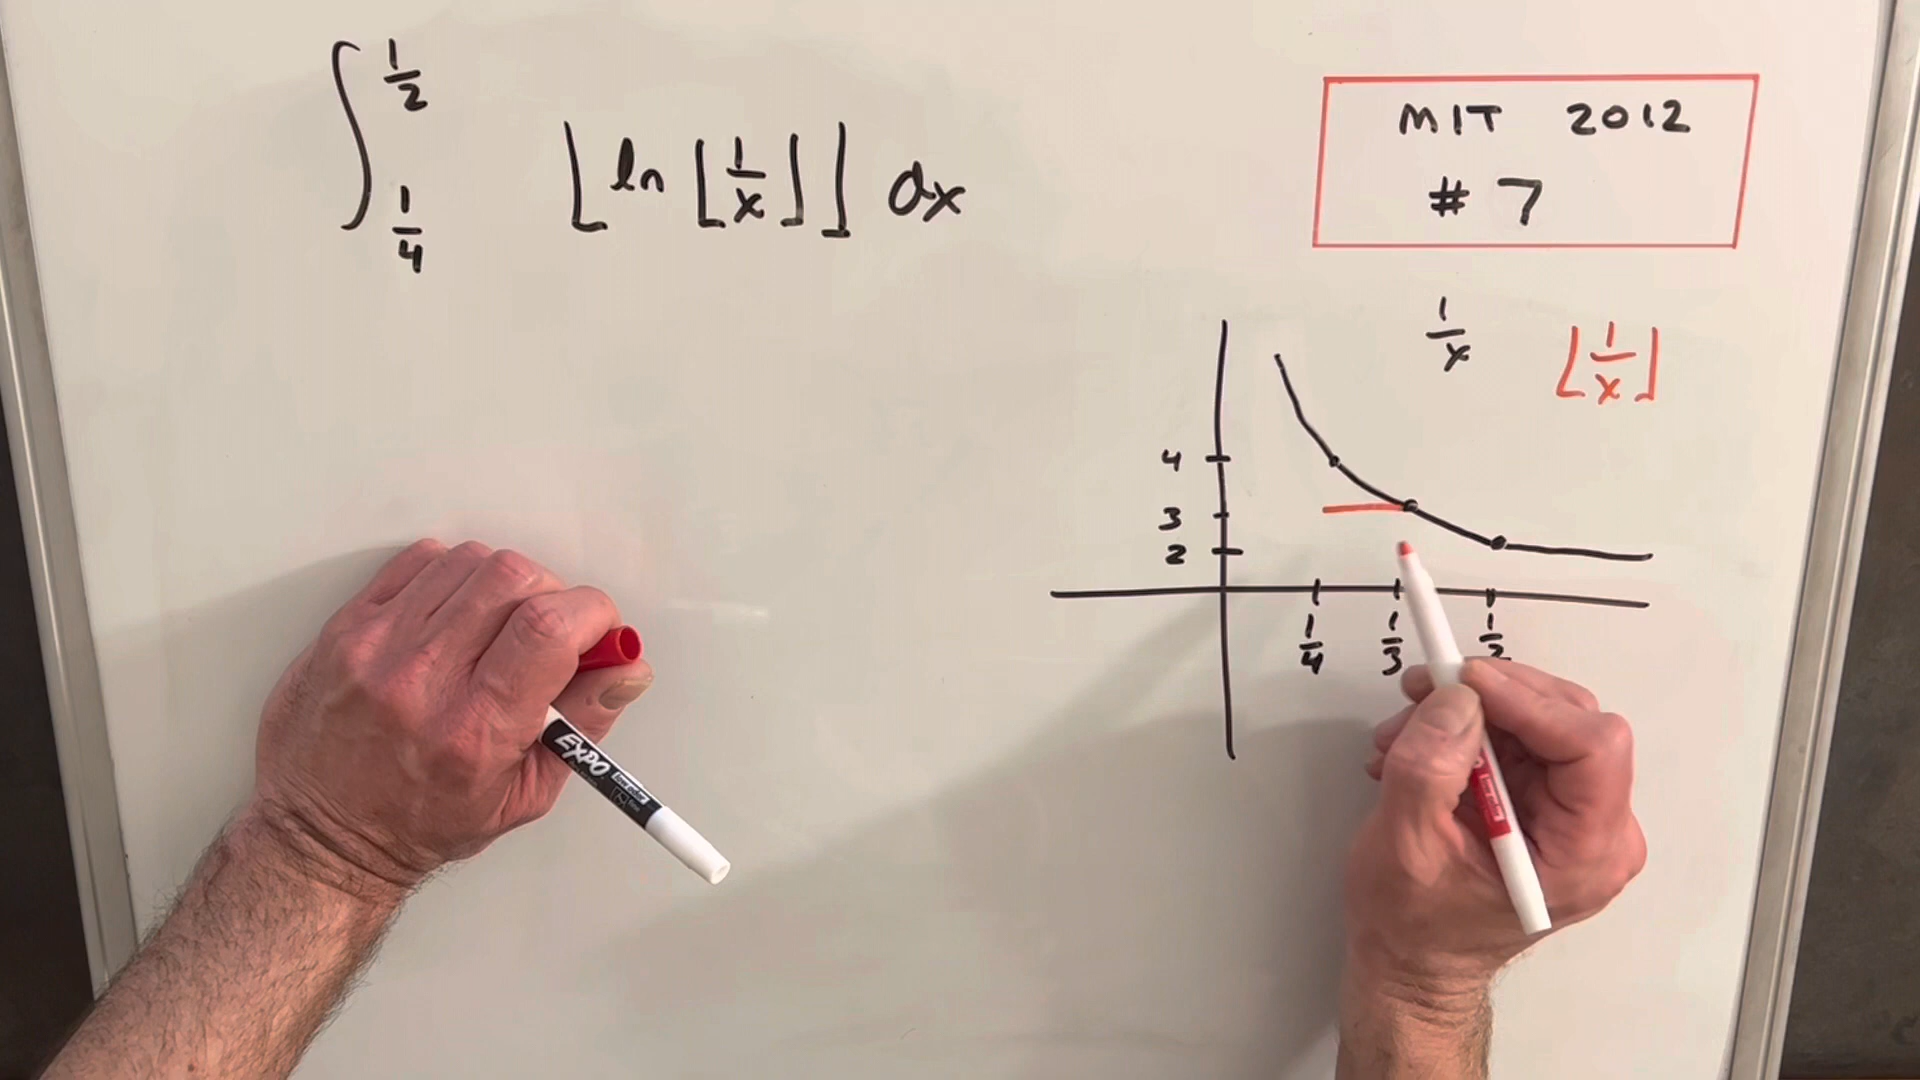 ∫_{1/4}^{1/2} ⌊ln ⌊1/x⌋⌋ dx
MIT 2012
# 7
1/x ⌊1/x⌋
4
3
2
1/4 1/3 1/2
EXPO